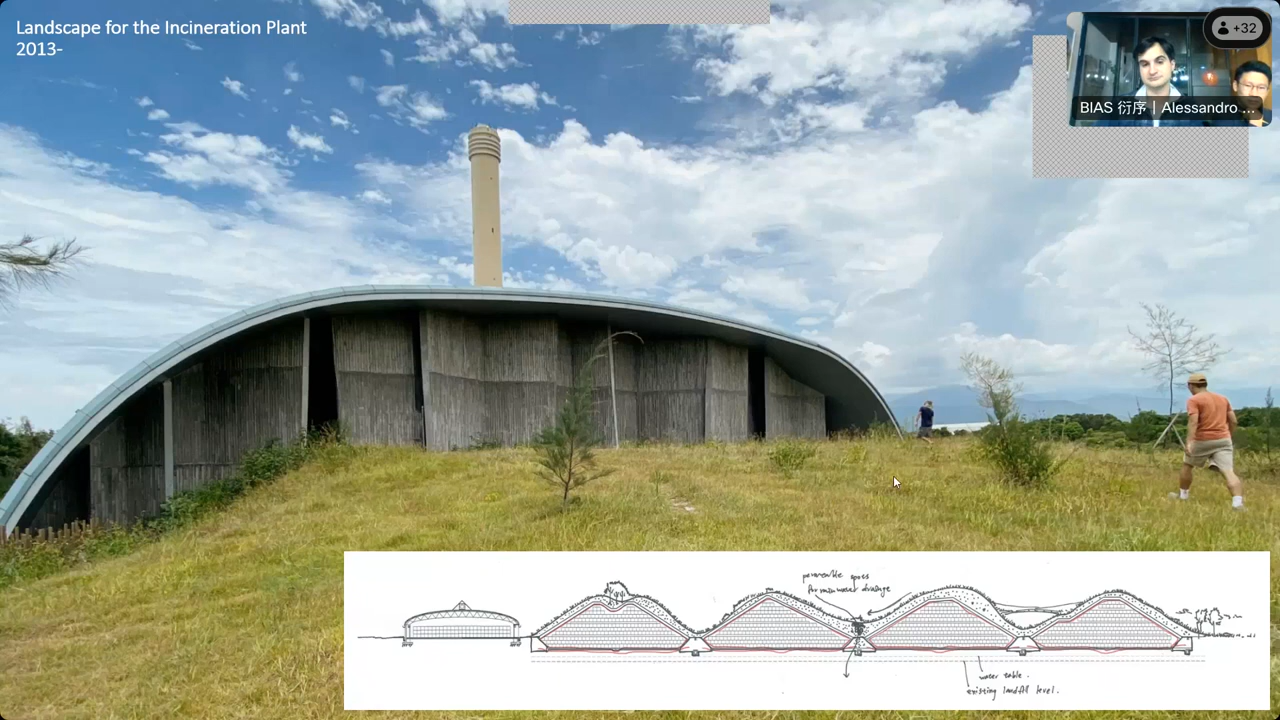 Landscape for the Incineration Plant
2013-
+32
BIAS 衍序 | Alessandro ...
permeable spots
for rainwater drainage
water table.
existing landfill level.